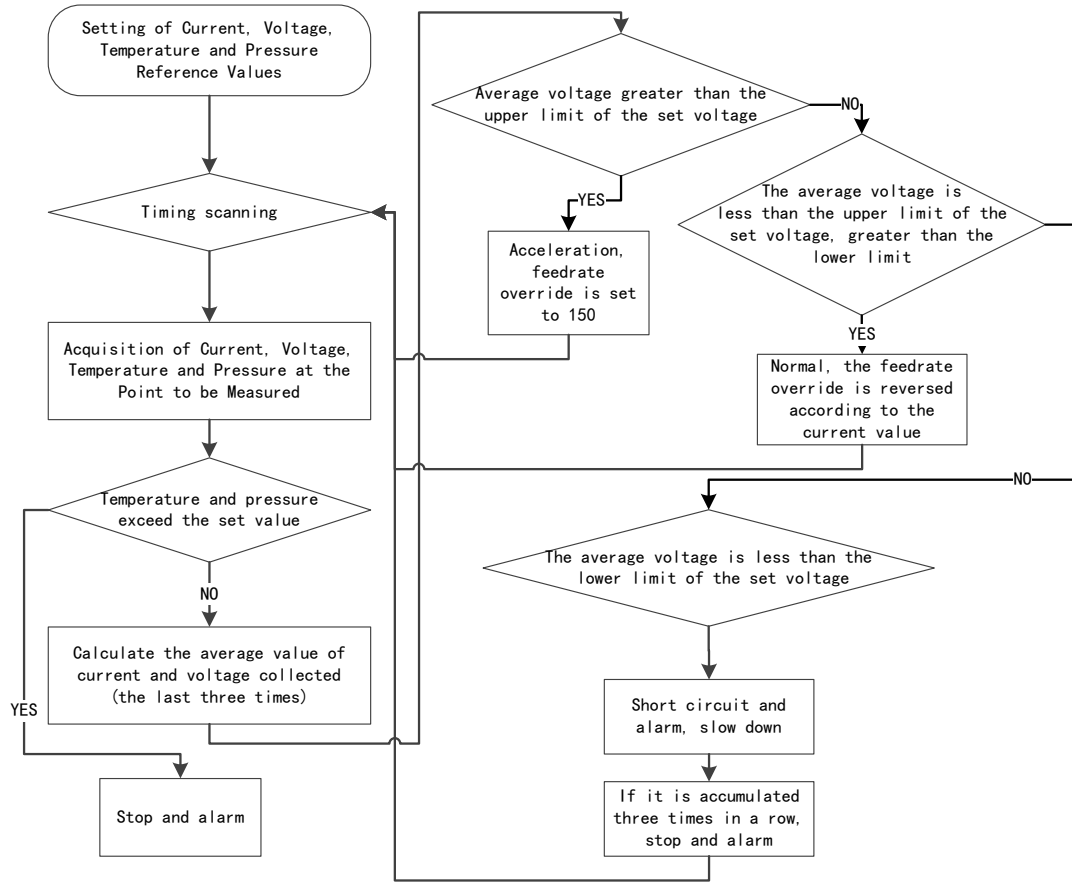 Setting of Current, Voltage,
Temperature and Pressure
Reference Values
Timing scanning
Acquisition of Current, Voltage,
Temperature and Pressure at the
Point to be Measured
Temperature and pressure
exceed the set value
NO
YES
Calculate the average value of
current and voltage collected
(the last three times)
Stop and alarm
Average voltage greater than the
upper limit of the set voltage
NO
YES
Acceleration,
feedrate
override is set
to 150
The average voltage is
less than the upper limit of the
set voltage, greater than the
lower limit
YES
Normal, the feedrate
override is reversed
according to the
current value
NO
The average voltage is less than the
lower limit of the set voltage
Short circuit and
alarm, slow down
If it is accumulated
three times in a row,
stop and alarm